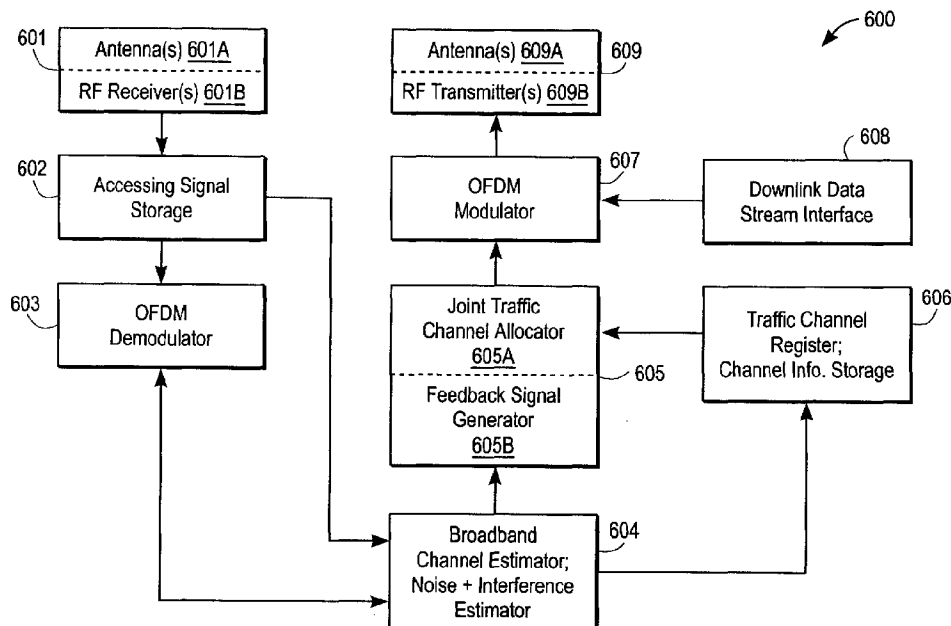 600
601
Antenna(s) 601A
RF Receiver(s) 601B
Antenna(s) 609A
RF Transmitter(s) 609B
609
602
Accessing Signal
Storage
607
OFDM
Modulator
608
Downlink Data
Stream Interface
603
OFDM
Demodulator
Joint Traffic
Channel Allocator
605A
605
Feedback Signal
Generator
605B
606
Traffic Channel
Register;
Channel Info. Storage
604
Broadband
Channel Estimator;
Noise + Interference
Estimator